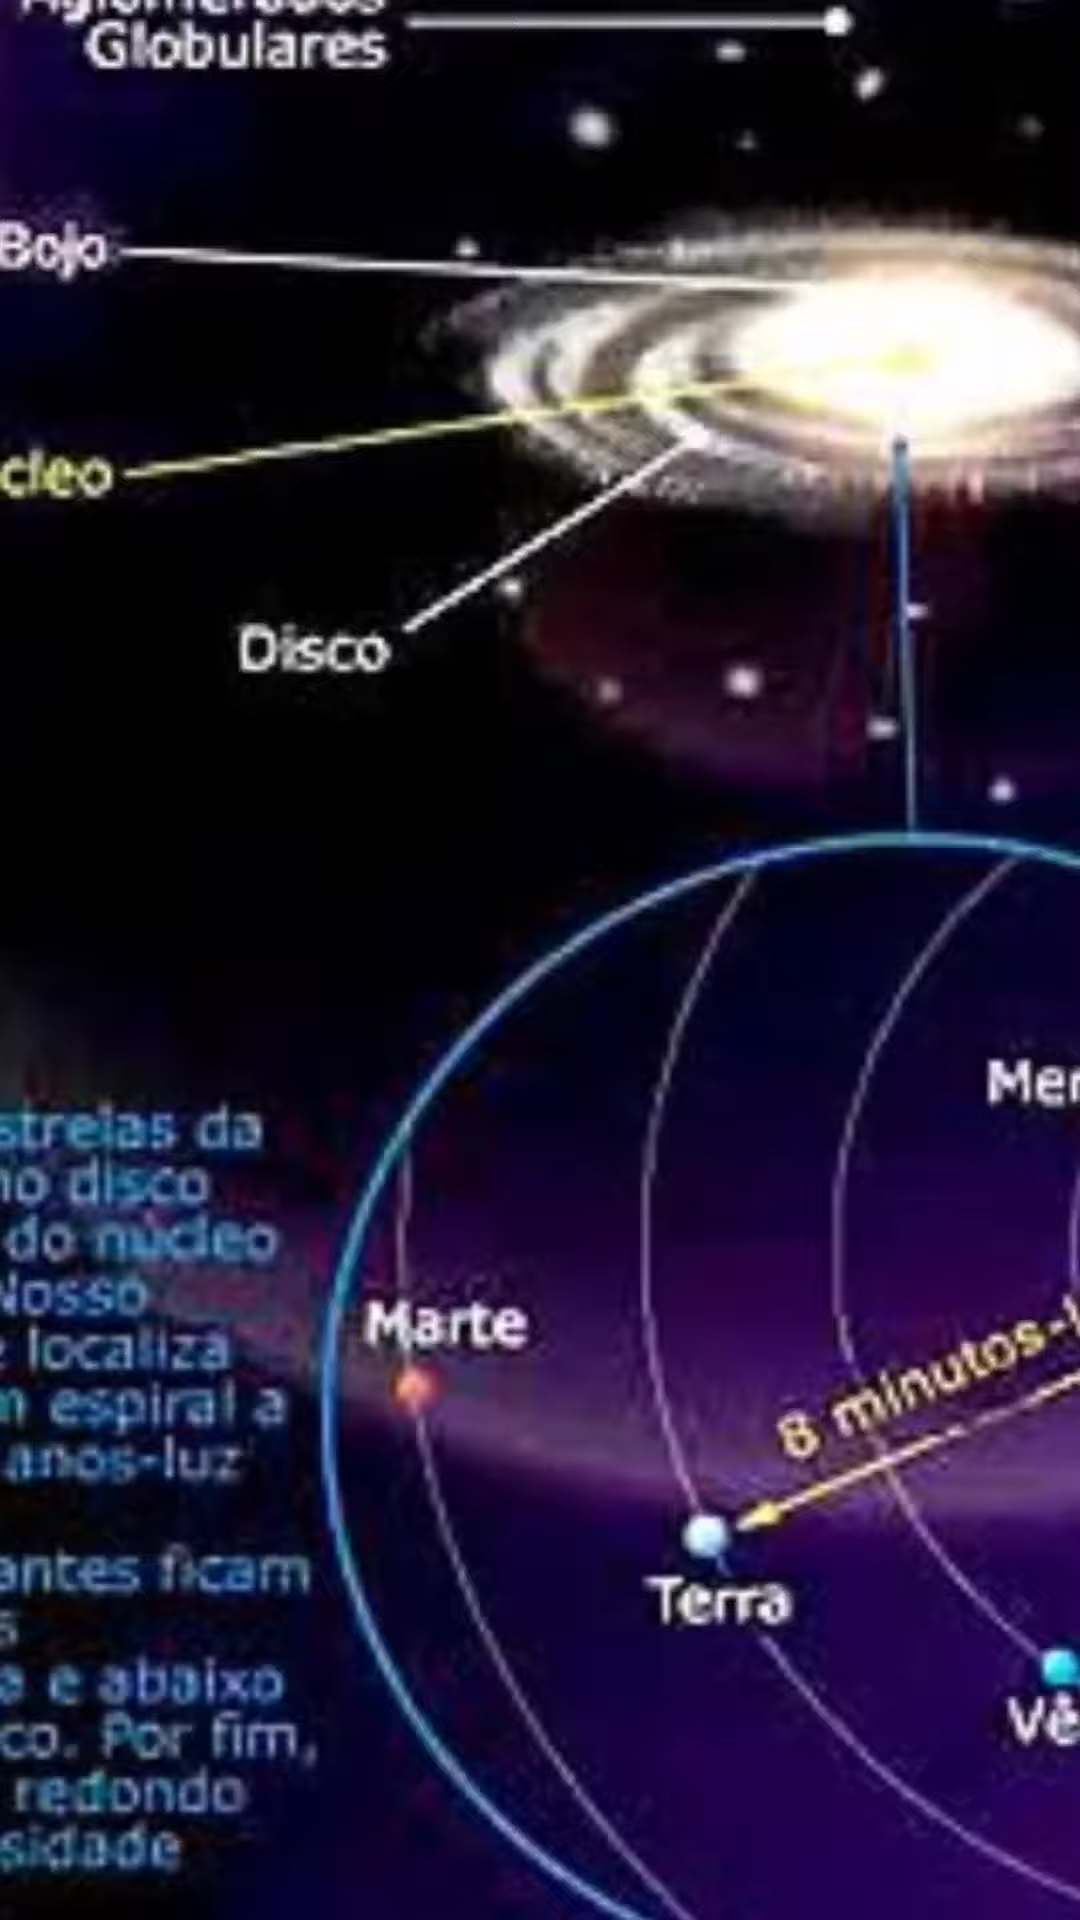 Aglomerados
Globulares
Bojo
cleo
Disco
Mer
strelas da
no disco
do núcleo
Nosso
e localiza
m espiral a
anos-luz
Marte
8 minutos-l
Terra
antes ficam
s
a e abaixo
Vê
co. Por fim,
redondo
sidade